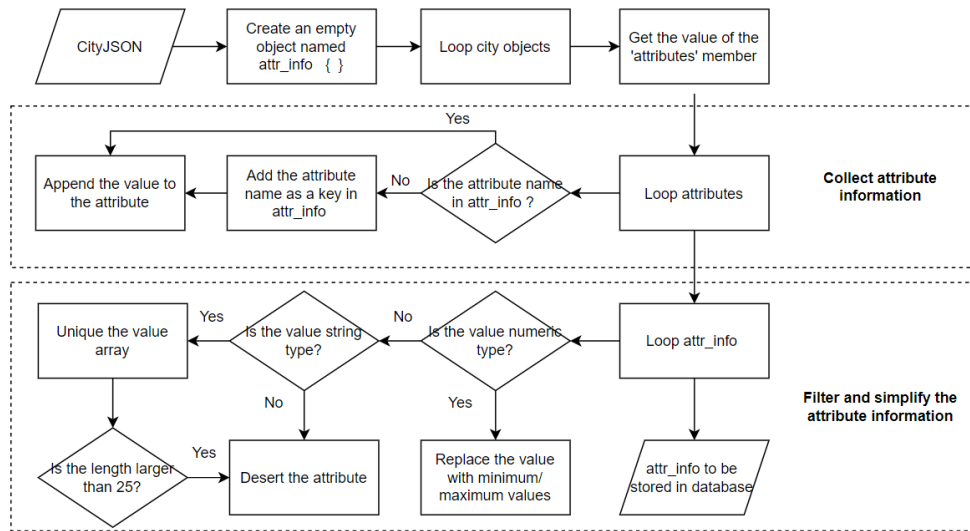 CityJSON
Create an empty
object named
attr_info { }
Loop city objects
Get the value of the
'attributes' member
Yes
Append the value to
the attribute
Add the attribute
name as a key in
attr_info
No
Is the attribute name
in attr_info ?
Loop attributes
Collect attribute
information
Unique the value
array
Yes
Is the value string
type?
No
Is the value numeric
type?
Loop attr_info
No
Yes
Filter and simplify the
attribute information
Is the length larger
than 25?
Yes
Desert the attribute
Replace the value
with minimum/
maximum values
attr_info to be
stored in database